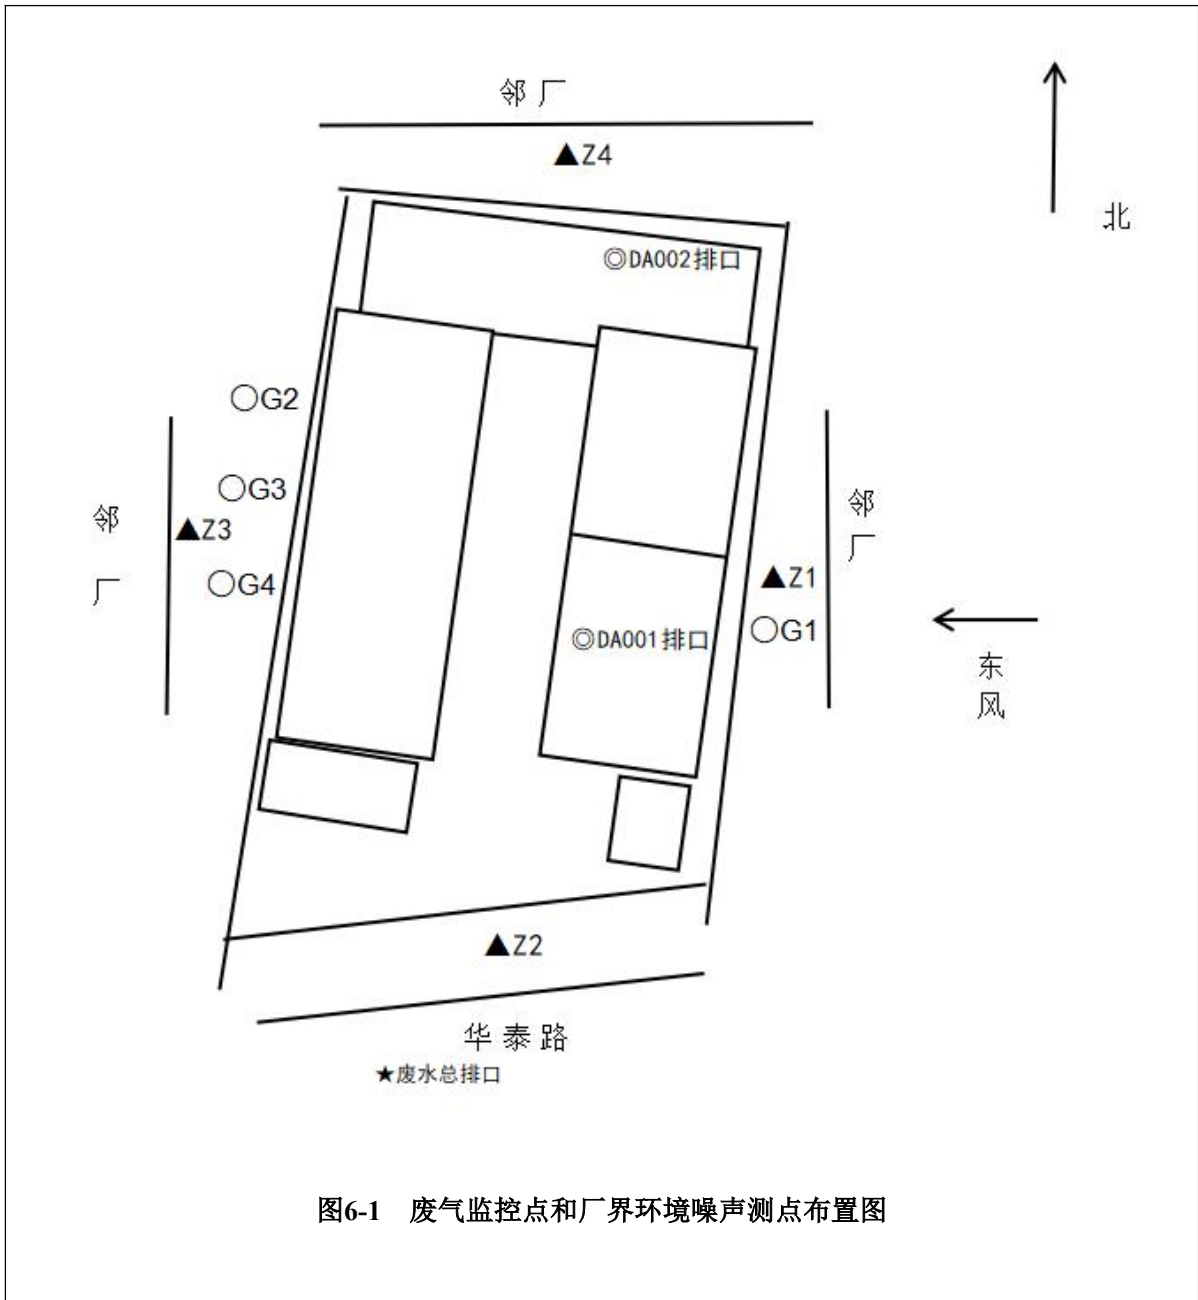 邻厂
▲Z4
北
◎DA002排口
○G2
○G3
邻厂
▲Z3
○G4
邻厂
▲Z1
○G1
◎DA001排口
东风
▲Z2
华泰路
★废水总排口
图6-1 废气监控点和厂界环境噪声测点布置图